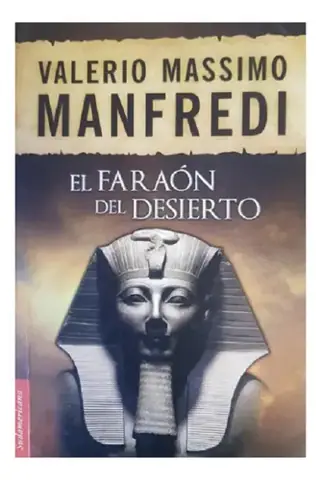 VALERIO MASSIMO
MANFREDI
EL FARAÓN
DEL DESIERTO
Sudamericana